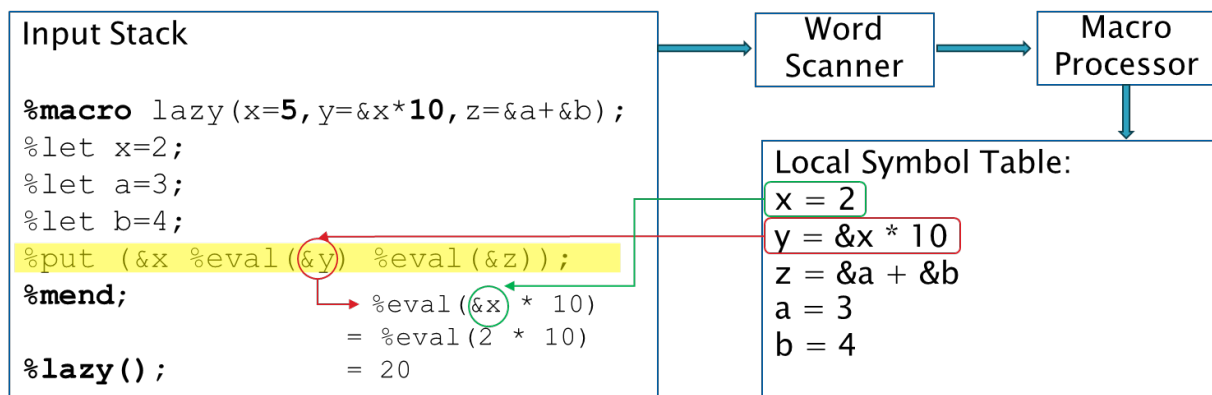 Input Stack
%macro lazy(x=5,y=&x*10,z=&a+&b);
%let x=2;
%let a=3;
%let b=4;
%put (&x %eval(&y) %eval(&z));
%mend;
%eval(&x * 10)
= %eval(2 * 10)
%lazy();
= 20
Word
Scanner
Macro
Processor
Local Symbol Table:
x = 2
y = &x * 10
z = &a + &b
a = 3
b = 4